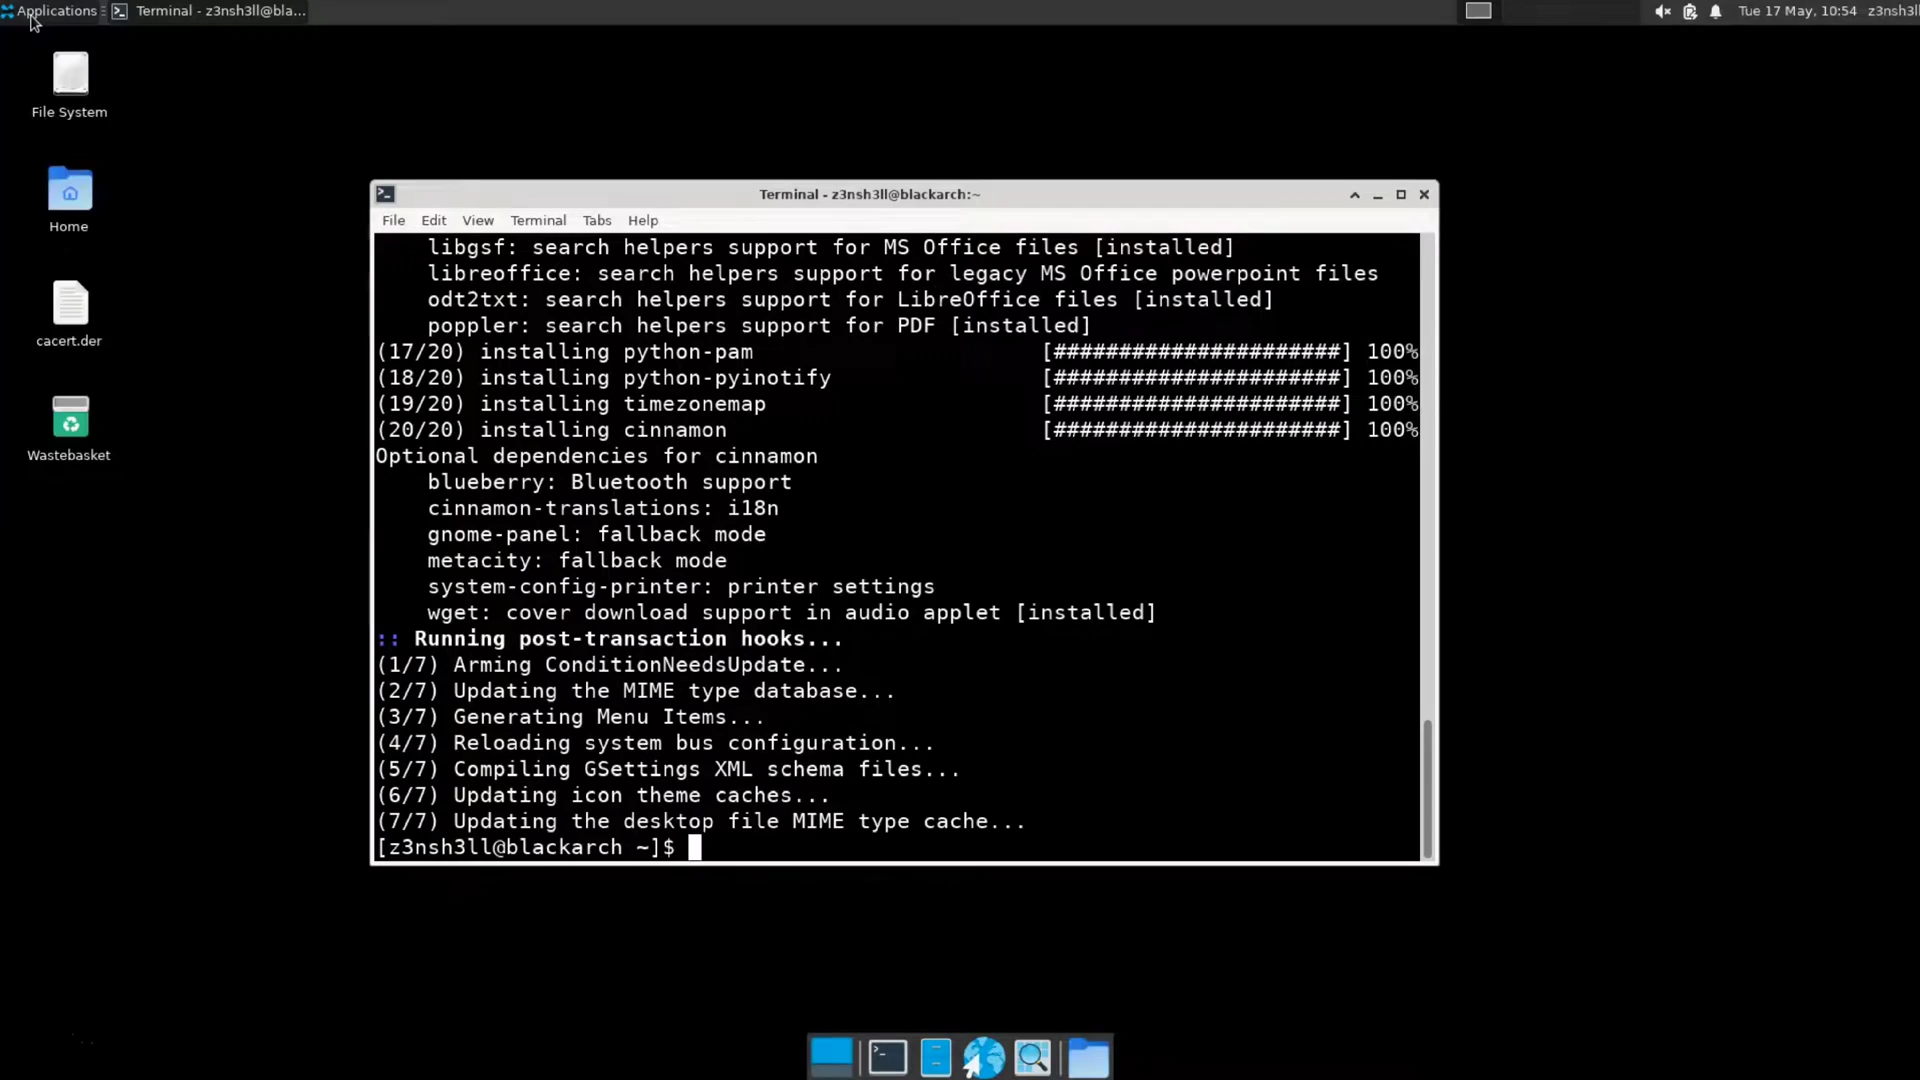 Applications
Terminal - z3nsh3ll@bla...
Tue 17 May, 10:54
z3nsh3ll
File System
Home
cacert.der
Wastebasket
Terminal - z3nsh3ll@blackarch:~
File Edit View Terminal Tabs Help
libgsf: search helpers support for MS Office files [installed]
libreoffice: search helpers support for legacy MS Office powerpoint files
odt2txt: search helpers support for LibreOffice files [installed]
poppler: search helpers support for PDF [installed]
(17/20) installing python-pam [######################] 100%
(18/20) installing python-pyinotify [######################] 100%
(19/20) installing timezonemap [######################] 100%
(20/20) installing cinnamon [######################] 100%
Optional dependencies for cinnamon
blueberry: Bluetooth support
cinnamon-translations: i18n
gnome-panel: fallback mode
metacity: fallback mode
system-config-printer: printer settings
wget: cover download support in audio applet [installed]
:: Running post-transaction hooks...
(1/7) Arming ConditionNeedsUpdate...
(2/7) Updating the MIME type database...
(3/7) Generating Menu Items...
(4/7) Reloading system bus configuration...
(5/7) Compiling GSettings XML schema files...
(6/7) Updating icon theme caches...
(7/7) Updating the desktop file MIME type cache...
[z3nsh3ll@blackarch ~]$